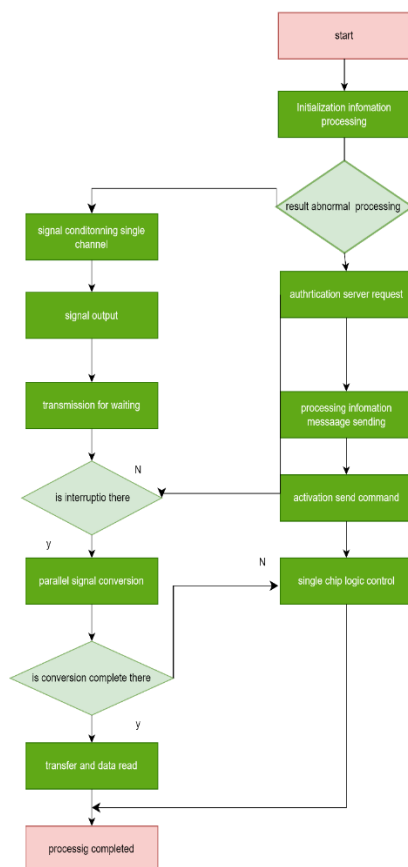 start
Initialization infomation
processing
result abnormal processing
signal conditonning single
channel
authrtication server request
signal output
transmission for waiting
processing infomation
messaage sending
N
is interruptio there
activation send command
y
parallel signal conversion
N
single chip logic control
is conversion complete there
y
transfer and data read
processig completed